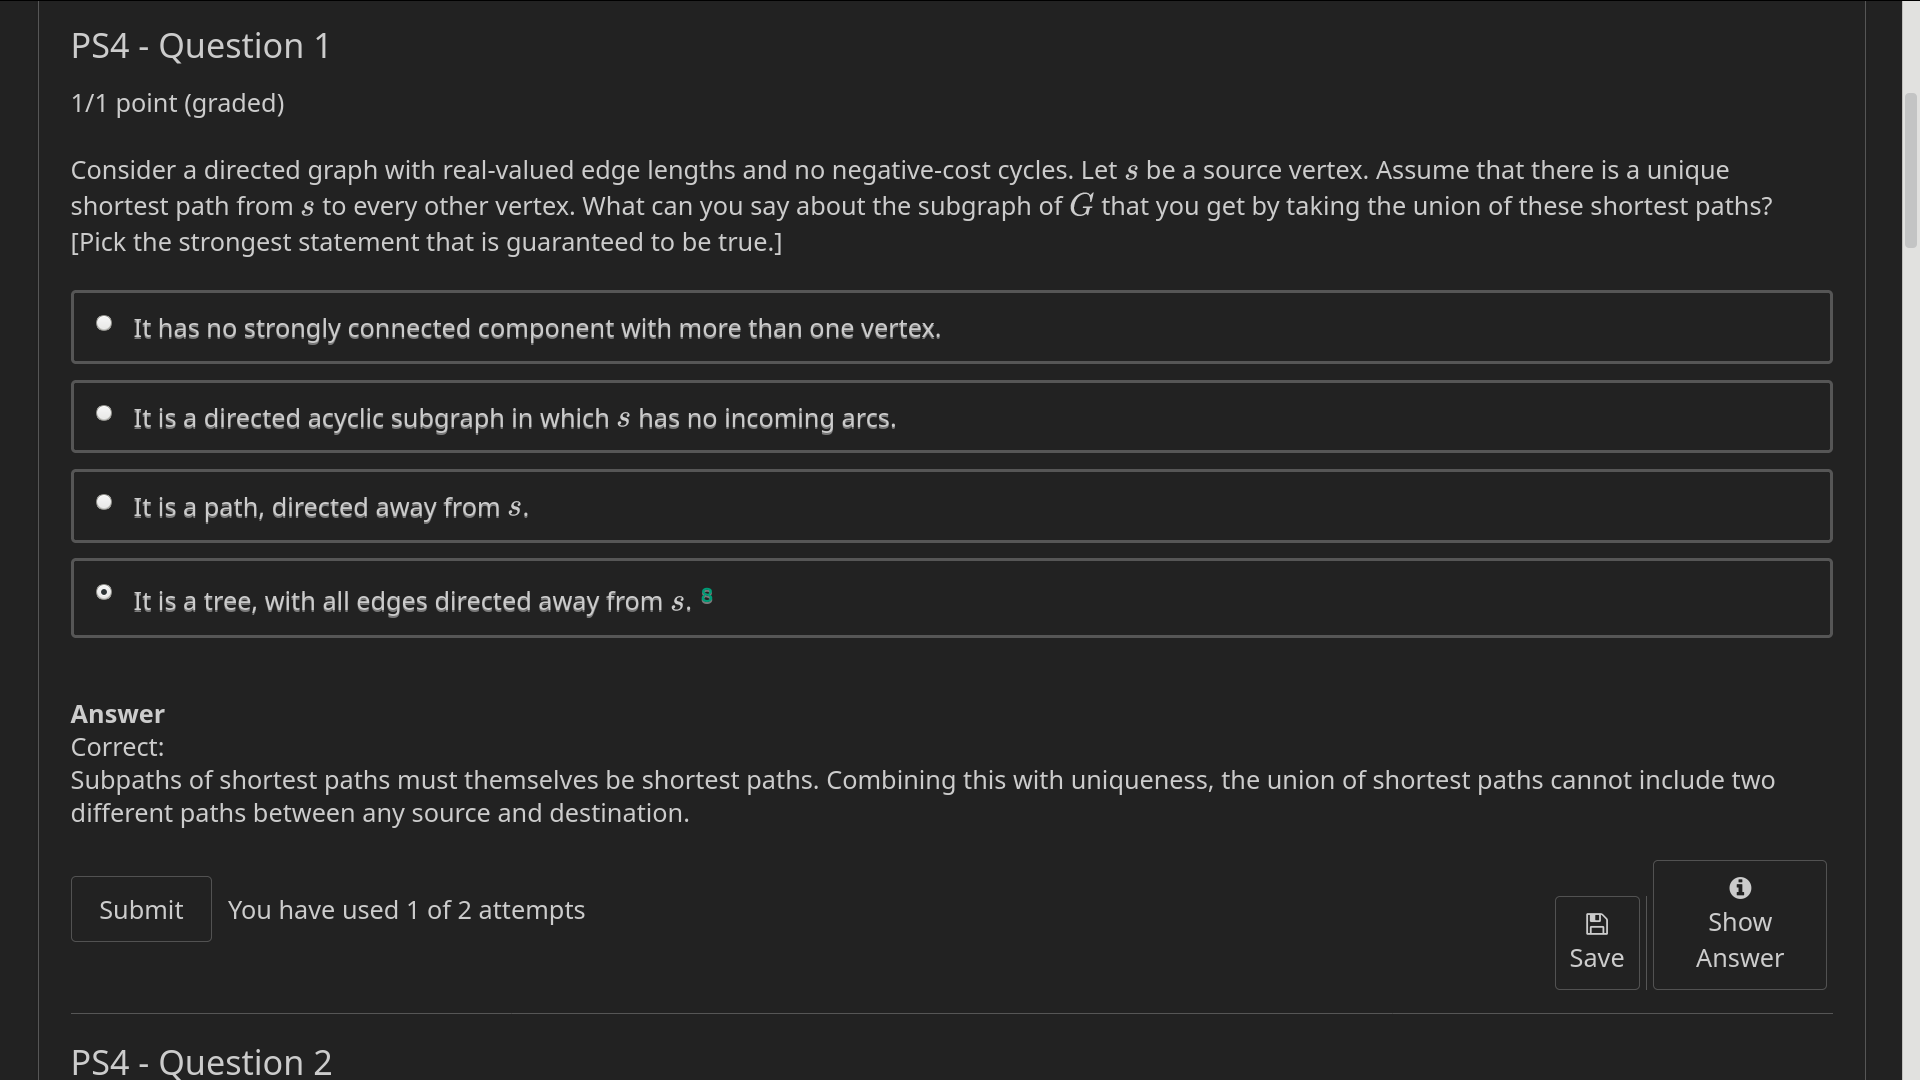 PS4 - Question 1
1/1 point (graded)
Consider a directed graph with real-valued edge lengths and no negative-cost cycles. Let s be a source vertex. Assume that there is a unique
shortest path from s to every other vertex. What can you say about the subgraph of G that you get by taking the union of these shortest paths?
[Pick the strongest statement that is guaranteed to be true.]
It has no strongly connected component with more than one vertex.
It is a directed acyclic subgraph in which s has no incoming arcs.
It is a path, directed away from s.
It is a tree, with all edges directed away from s.
Answer
Correct:
Subpaths of shortest paths must themselves be shortest paths. Combining this with uniqueness, the union of shortest paths cannot include two
different paths between any source and destination.
Submit You have used 1 of 2 attempts
Save
Show
Answer
PS4 - Question 2